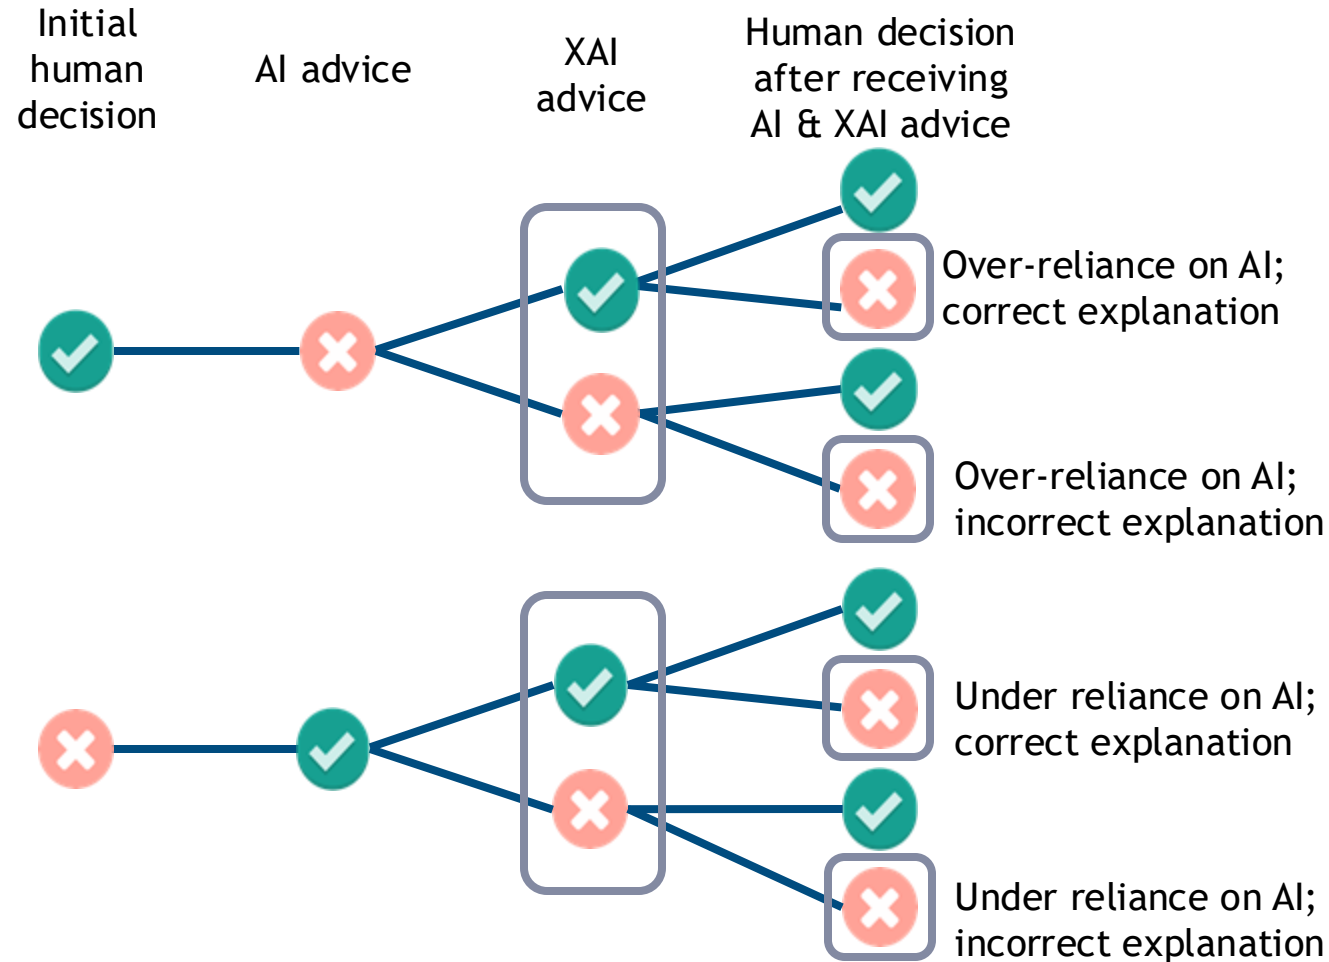 Initial
human
decision
AI advice
XAI
advice
Human decision
after receiving
AI & XAI advice
Over-reliance on AI;
correct explanation
Over-reliance on AI;
incorrect explanation
Under reliance on AI;
correct explanation
Under reliance on AI;
incorrect explanation